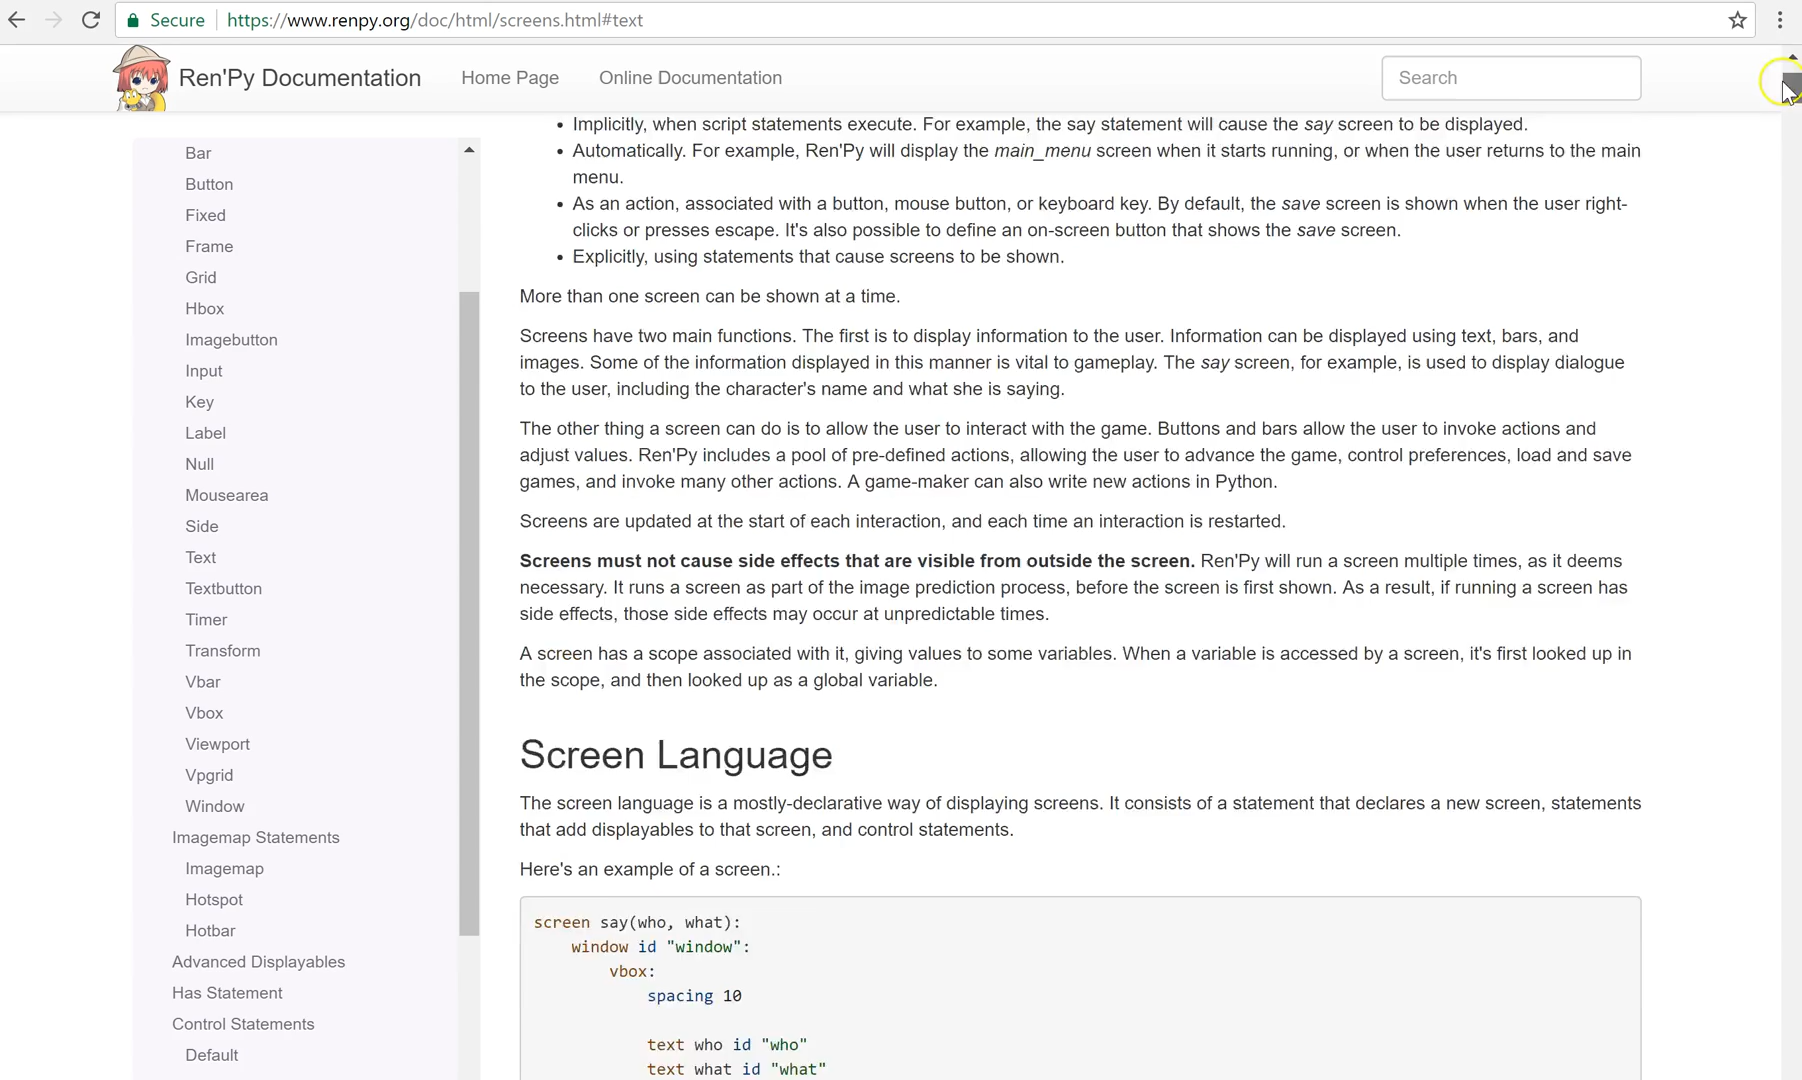 Secure https://www.renpy.org/doc/html/screens.html#text
Ren'Py Documentation Home Page Online Documentation Search
Bar
Button
Fixed
Frame
Grid
Hbox
Imagebutton
Input
Key
Label
Null
Mousearea
Side
Text
Textbutton
Timer
Transform
Vbar
Vbox
Viewport
Vpgrid
Window
Imagemap Statements
Imagemap
Hotspot
Hotbar
Advanced Displayables
Has Statement
Control Statements
Default
• Implicitly, when script statements execute. For example, the say statement will cause the say screen to be displayed.
• Automatically. For example, Ren'Py will display the main_menu screen when it starts running, or when the user returns to the main
menu.
• As an action, associated with a button, mouse button, or keyboard key. By default, the save screen is shown when the user right-
clicks or presses escape. It's also possible to define an on-screen button that shows the save screen.
• Explicitly, using statements that cause screens to be shown.
More than one screen can be shown at a time.
Screens have two main functions. The first is to display information to the user. Information can be displayed using text, bars, and
images. Some of the information displayed in this manner is vital to gameplay. The say screen, for example, is used to display dialogue
to the user, including the character's name and what she is saying.
The other thing a screen can do is to allow the user to interact with the game. Buttons and bars allow the user to invoke actions and
adjust values. Ren'Py includes a pool of pre-defined actions, allowing the user to advance the game, control preferences, load and save
games, and invoke many other actions. A game-maker can also write new actions in Python.
Screens are updated at the start of each interaction, and each time an interaction is restarted.
Screens must not cause side effects that are visible from outside the screen. Ren'Py will run a screen multiple times, as it deems
necessary. It runs a screen as part of the image prediction process, before the screen is first shown. As a result, if running a screen has
side effects, those side effects may occur at unpredictable times.
A screen has a scope associated with it, giving values to some variables. When a variable is accessed by a screen, it's first looked up in
the scope, and then looked up as a global variable.
Screen Language
The screen language is a mostly-declarative way of displaying screens. It consists of a statement that declares a new screen, statements
that add displayables to that screen, and control statements.
Here's an example of a screen.:
screen say(who, what):
window id "window":
vbox:
spacing 10
text who id "who"
text what id "what"